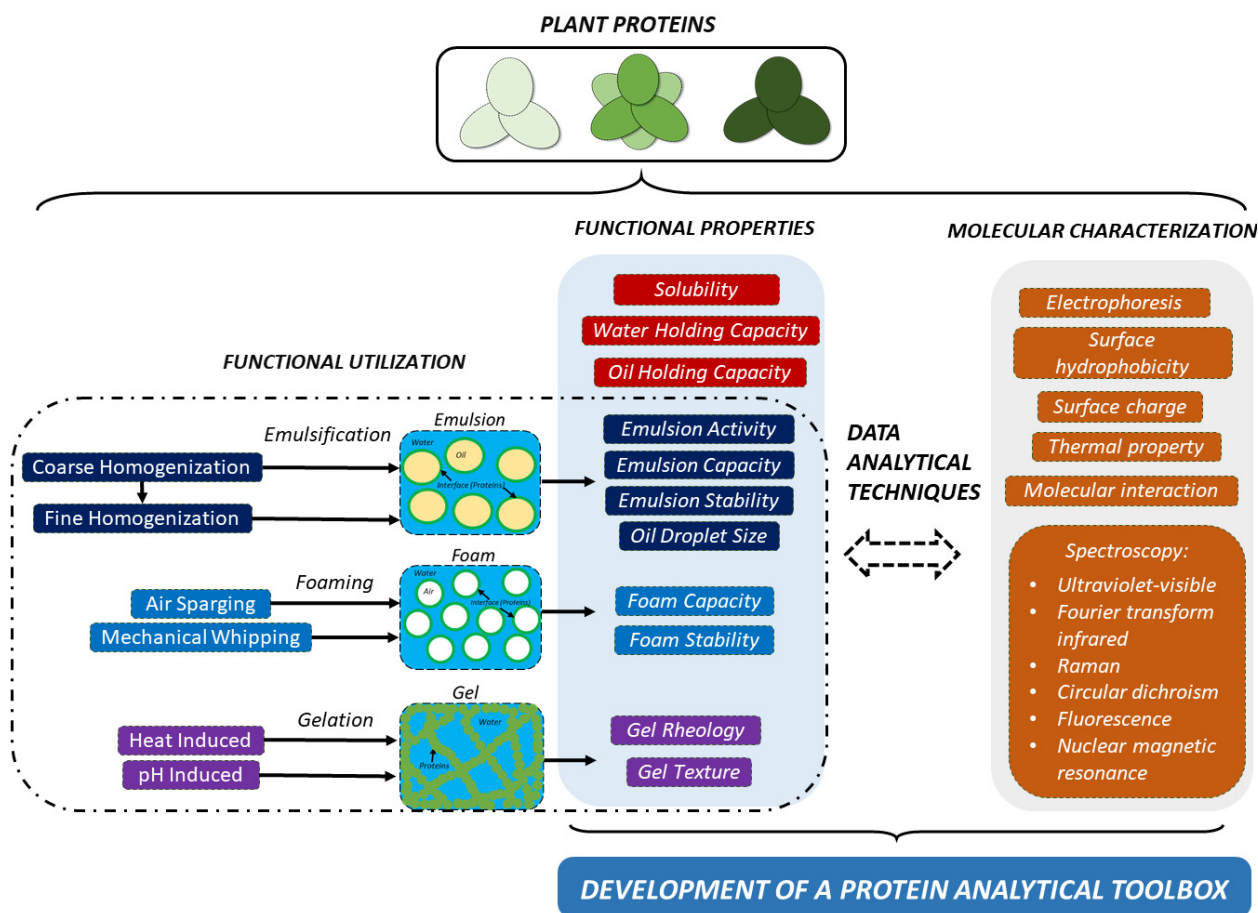 PLANT PROTEINS
FUNCTIONAL UTILIZATION
Emulsification
Coarse Homogenization
Fine Homogenization
Emulsion
Water
Oil
Interface (Proteins)
Foaming
Air Sparging
Mechanical Whipping
Foam
Water
Air
Interface (Proteins)
Gelation
Heat Induced
pH Induced
Gel
Water
Proteins
FUNCTIONAL PROPERTIES
Solubility
Water Holding Capacity
Oil Holding Capacity
Emulsion Activity
Emulsion Capacity
Emulsion Stability
Oil Droplet Size
Foam Capacity
Foam Stability
Gel Rheology
Gel Texture
DATA
ANALYTICAL
TECHNIQUES
MOLECULAR CHARACTERIZATION
Electrophoresis
Surface
hydrophobicity
Surface charge
Thermal property
Molecular interaction
Spectroscopy:
• Ultraviolet-visible
• Fourier transform
infrared
• Raman
• Circular dichroism
• Fluorescence
• Nuclear magnetic
resonance
DEVELOPMENT OF A PROTEIN ANALYTICAL TOOLBOX